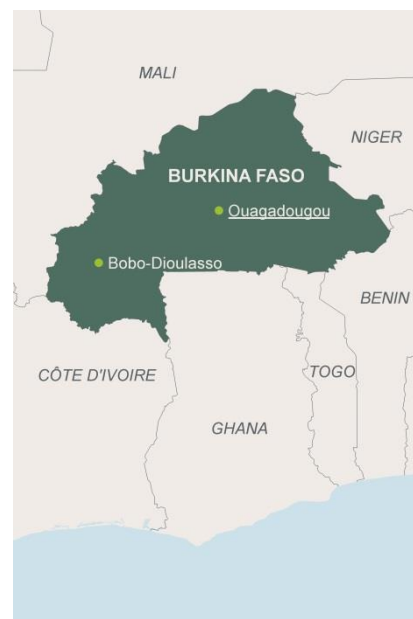 MALI
NIGER
BURKINA FASO
Ouagadougou
Bobo-Dioulasso
BENIN
CÔTE D'IVOIRE
TOGO
GHANA